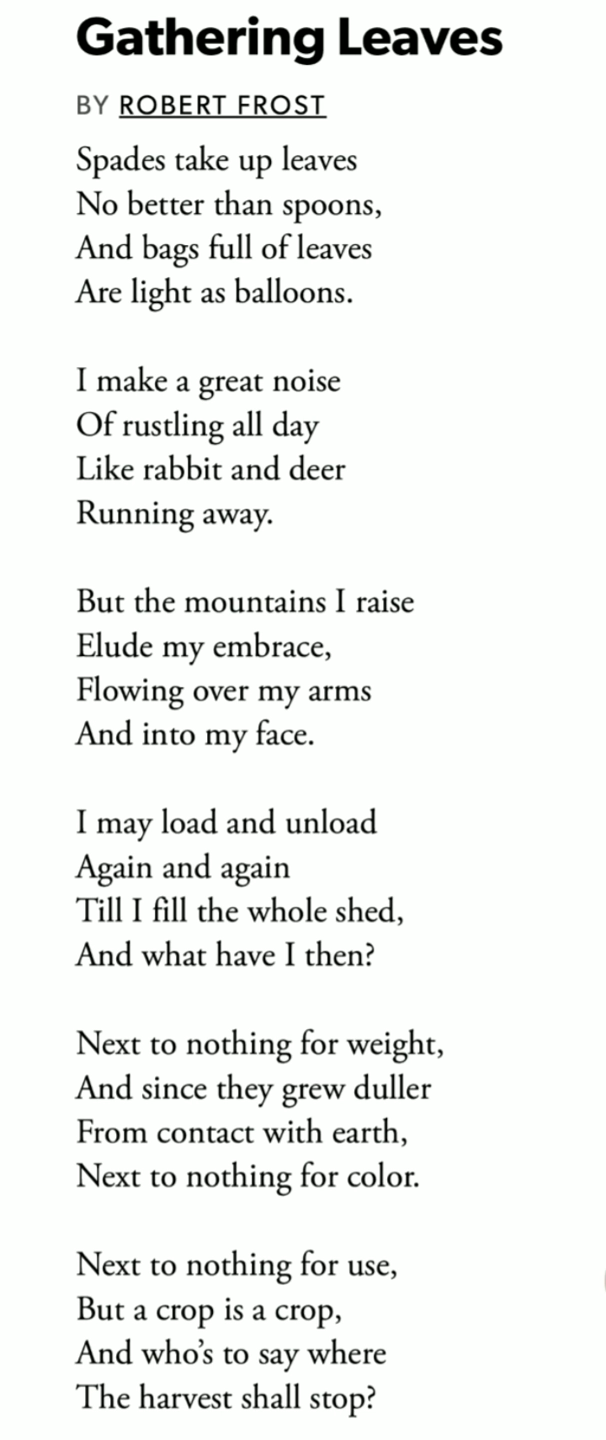 Gathering Leaves
BY ROBERT FROST
Spades take up leaves
No better than spoons,
And bags full of leaves
Are light as balloons.
I make a great noise
Of rustling all day
Like rabbit and deer
Running away.
But the mountains I raise
Elude my embrace,
Flowing over my arms
And into my face.
I may load and unload
Again and again
Till I fill the whole shed,
And what have I then?
Next to nothing for weight,
And since they grew duller
From contact with earth,
Next to nothing for color.
Next to nothing for use,
But a crop is a crop,
And who’s to say where
The harvest shall stop?